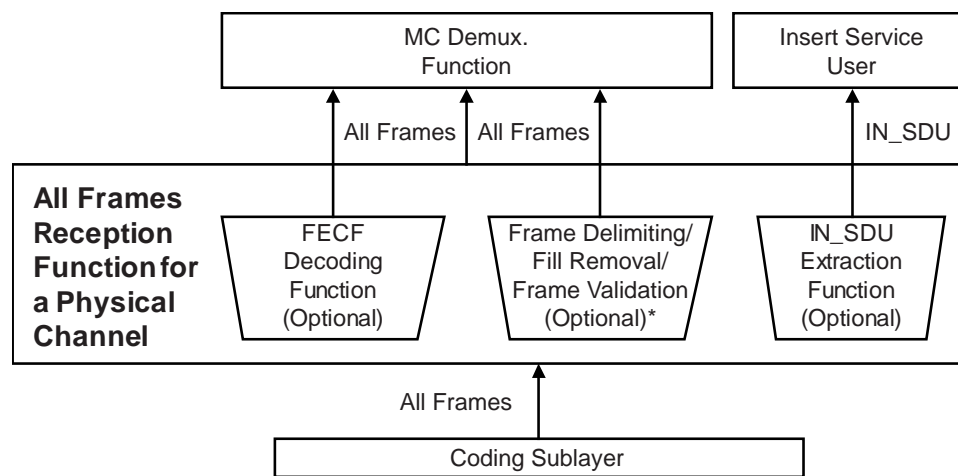 MC Demux.
Function
Insert Service
User
All Frames
All Frames
IN_SDU
All Frames
Reception
Function for
a Physical
Channel
FECF
Decoding
Function
(Optional)
Frame Delimiting/
Fill Removal/
Frame Validation
(Optional)*
IN_SDU
Extraction
Function
(Optional)
All Frames
Coding Sublayer